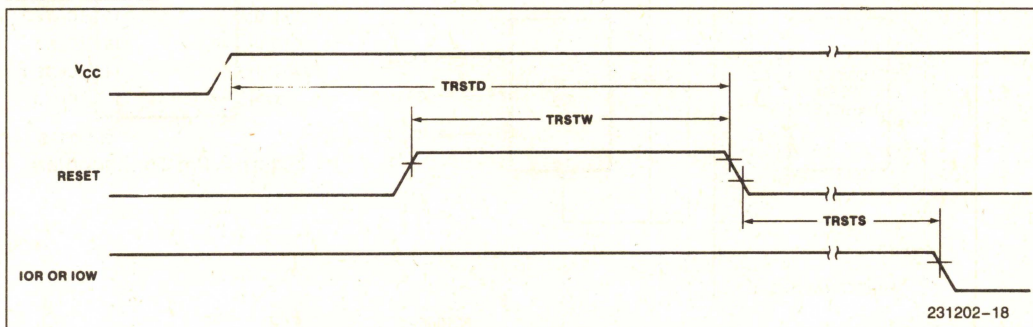 VCC
TRSTD
TRSTW
RESET
TRSTS
IOR OR IOW
231202–18